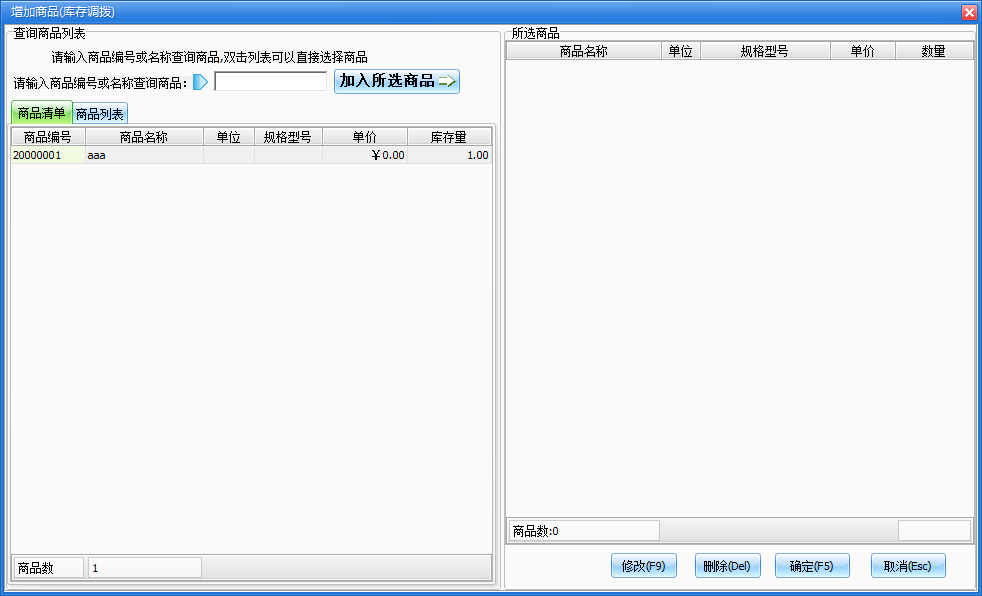 增加商品(库存调拨)
查询商品列表
请输入商品编号或名称查询商品,双击列表可以直接选择商品
请输入商品编号或名称查询商品： 加入所选商品
商品清单 商品列表
商品编号 商品名称 单位 规格型号 单价 库存量
20000001 aaa ￥0.00 1.00
商品数 1
所选商品
商品名称 单位 规格型号 单价 数量
商品数:0
修改(F9) 删除(Del) 确定(F5) 取消(Esc)